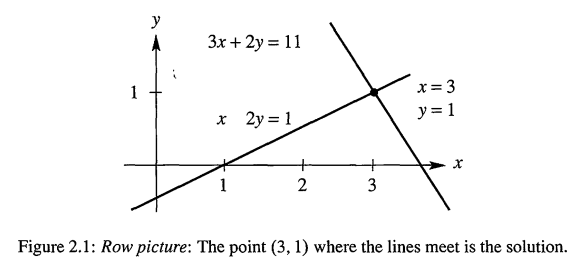 y
3x + 2y = 11
1
x = 3
y = 1
x 2y = 1
x
1
2
3
Figure 2.1: Row picture: The point (3, 1) where the lines meet is the solution.